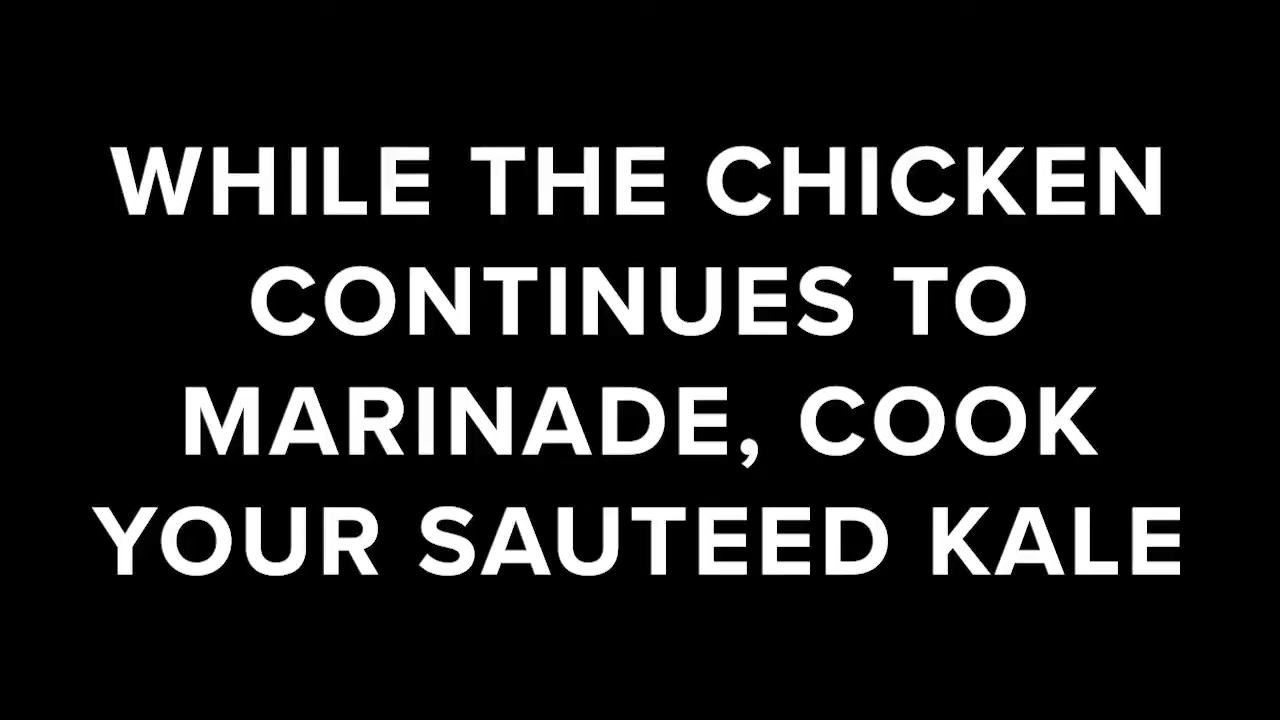 WHILE THE CHICKEN
CONTINUES TO
MARINADE, COOK
YOUR SAUTEED KALE